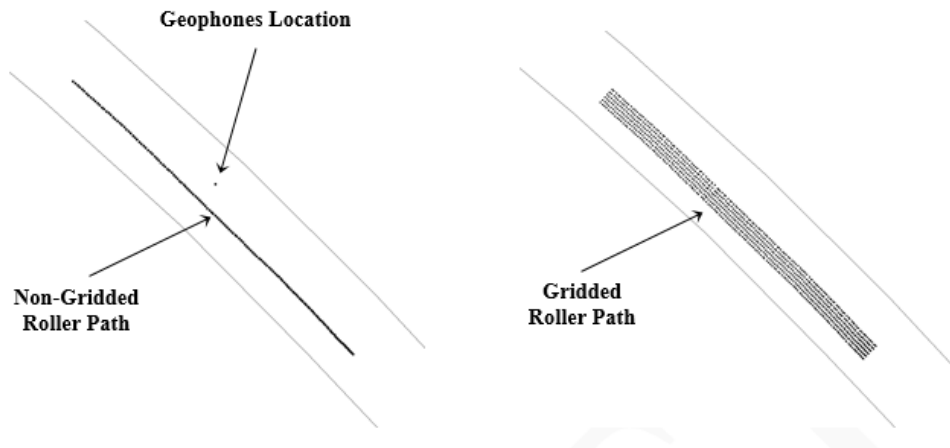 Geophones Location
Non-Gridded
Roller Path
Gridded
Roller Path